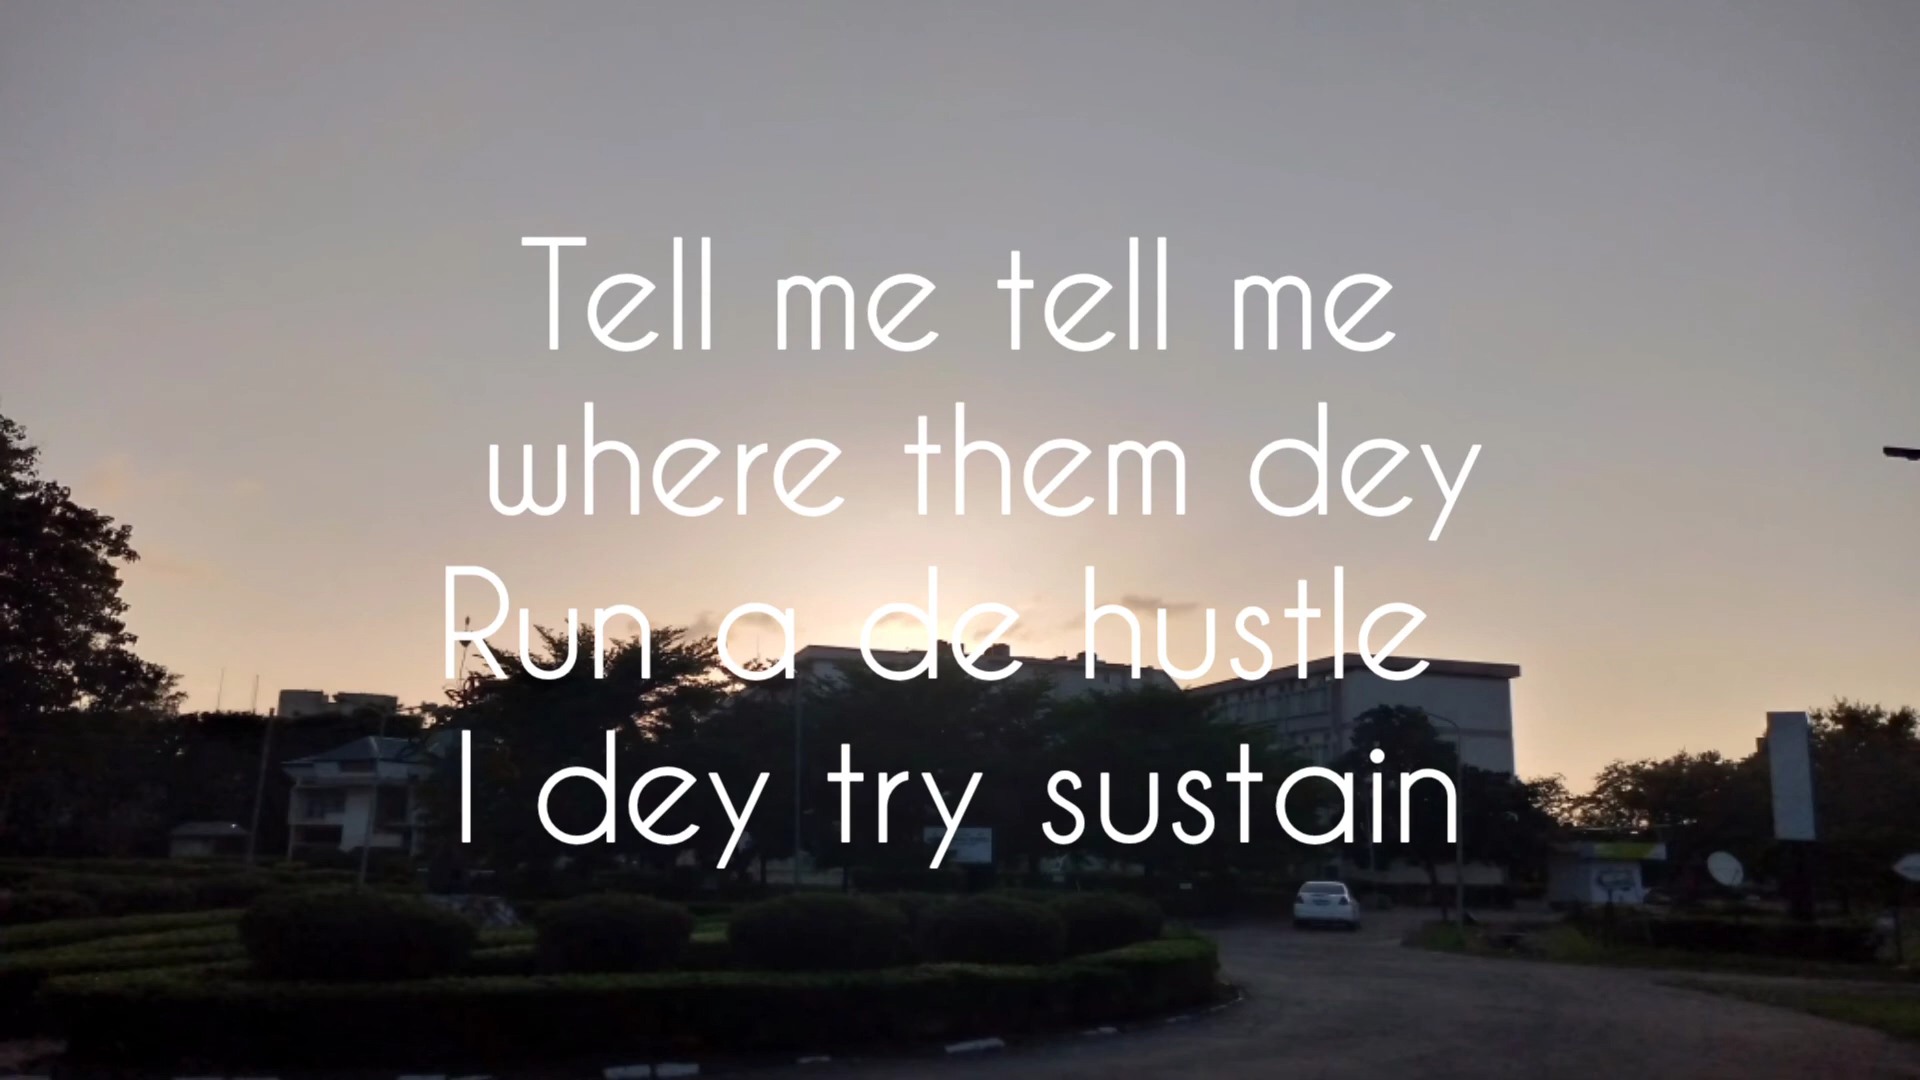 Tell me tell me
where them dey
Run a de hustle
I dey try sustain